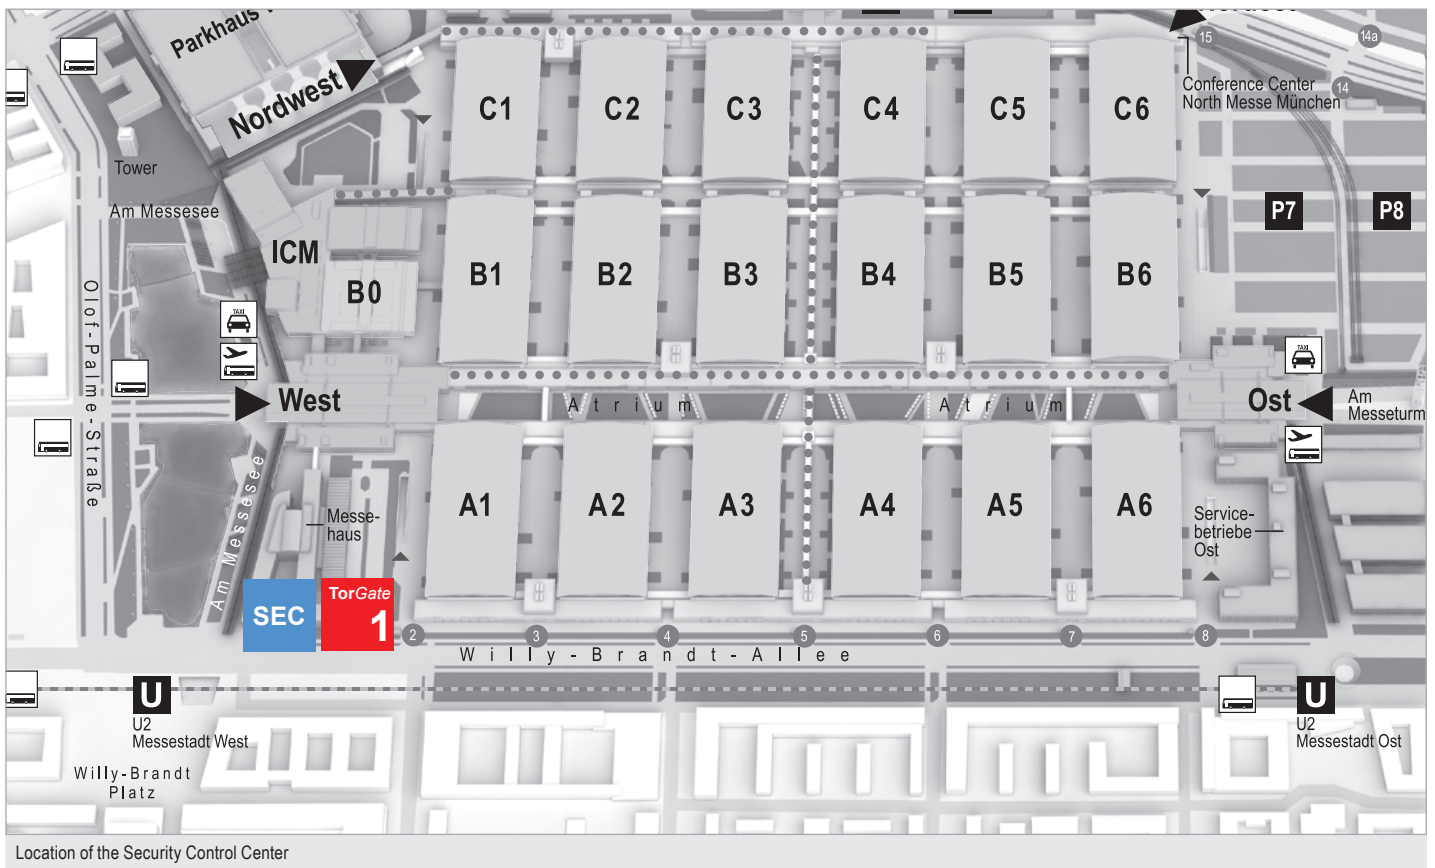 Parkhaus
15
14a
Nordwest
C1
C2
C3
C4
C5
C6
Conference Center
North Messe München
14
Tower
Am Messesee
P7
P8
ICM
B0
B1
B2
B3
B4
B5
B6
Olof-Palme-Straße
TAXI
TAXI
West
Atrium
Atrium
Ost
Am
Messeturm
Am Messesee
A1
A2
A3
A4
A5
A6
Messe-
haus
Service-
betriebe
Ost
SEC
TorGate
1
2
3
4
5
6
7
8
Willy-Brandt-Allee
U
U2
Messestadt West
U
U2
Messestadt Ost
Willy-Brandt
Platz
Location of the Security Control Center